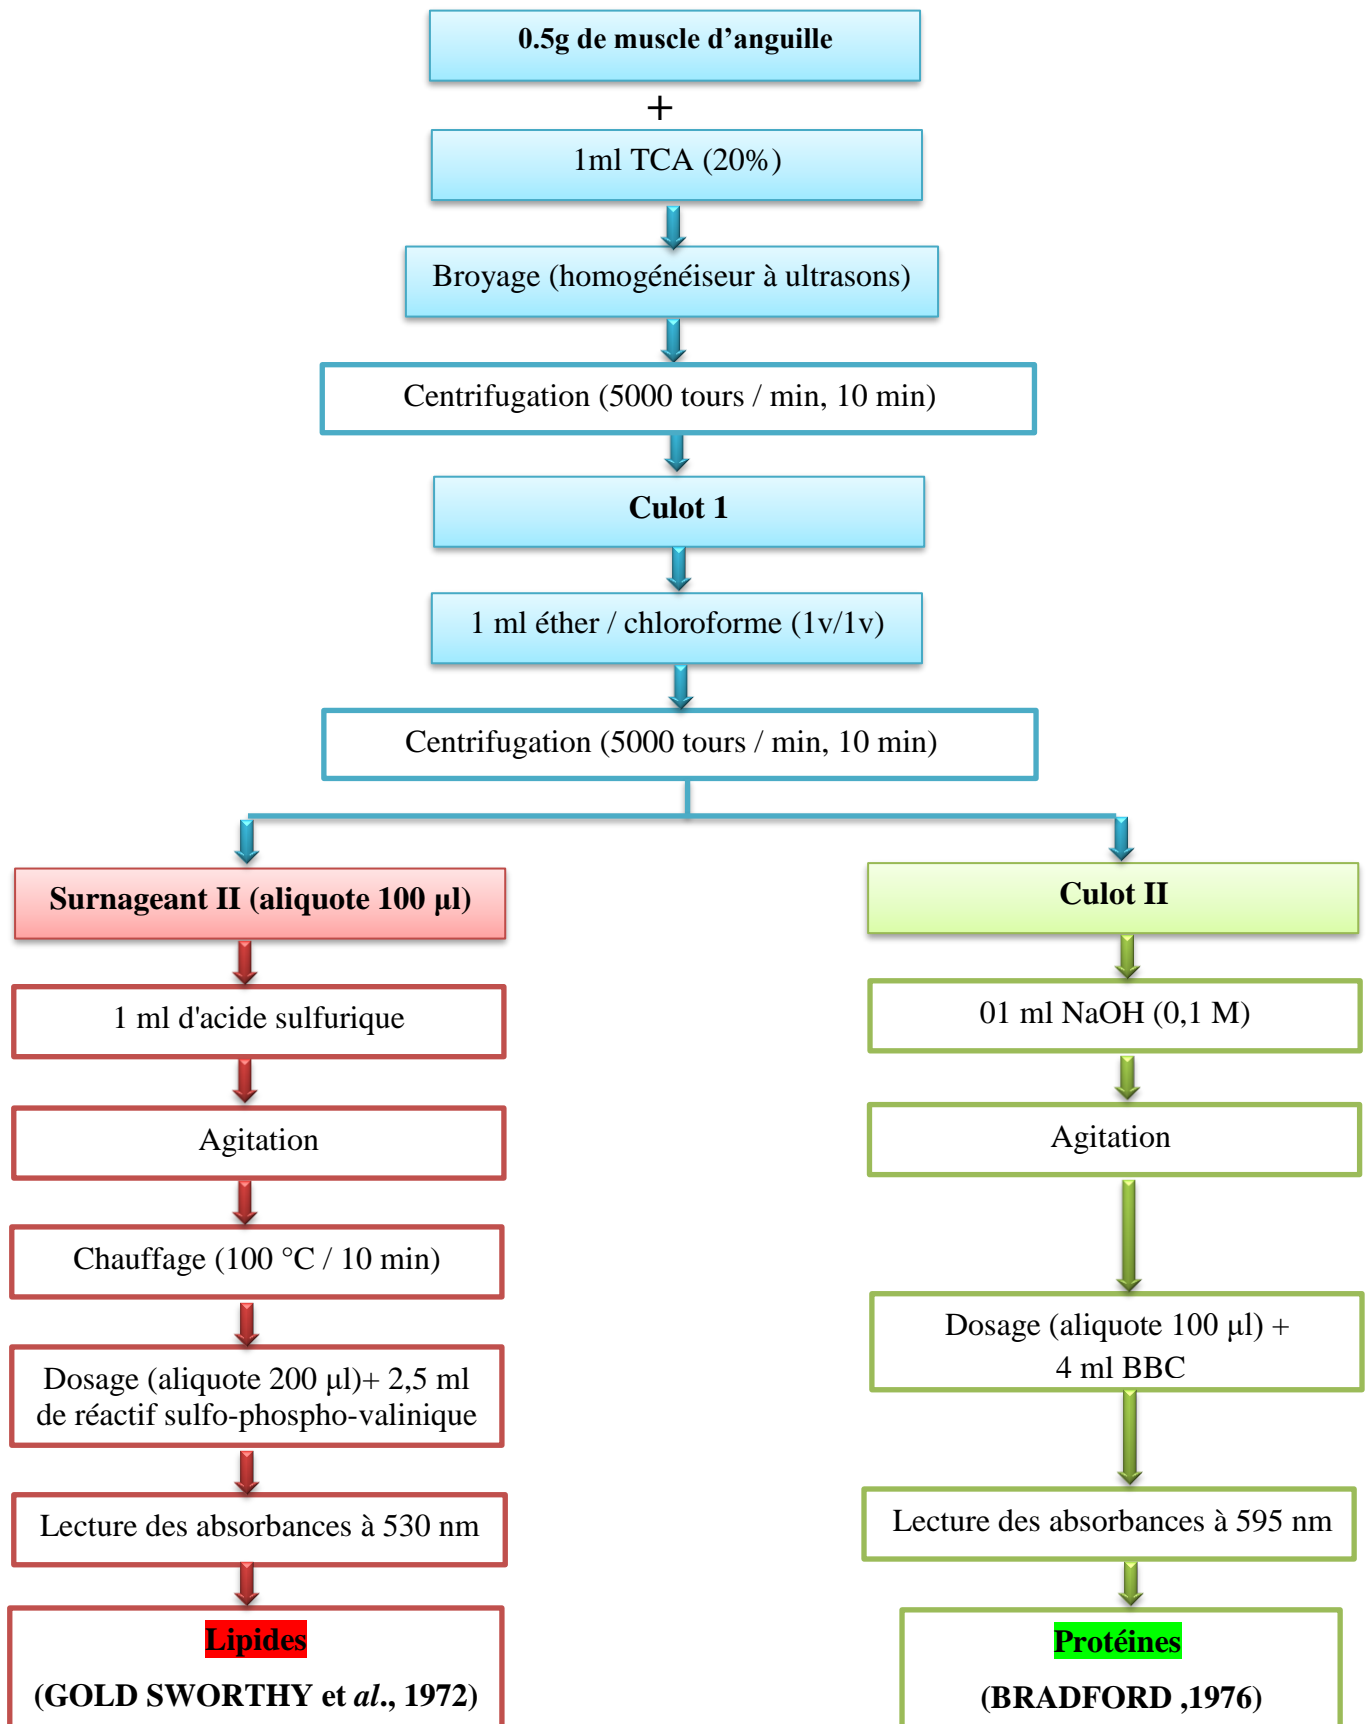 0.5g de muscle d’anguille
+
1ml TCA (20%)
Broyage (homogénéiseur à ultrasons)
Centrifugation (5000 tours / min, 10 min)
Culot 1
1 ml éther / chloroforme (1v/1v)
Centrifugation (5000 tours / min, 10 min)
Surnageant II (aliquote 100 µl)
1 ml d'acide sulfurique
Agitation
Chauffage (100 °C / 10 min)
Dosage (aliquote 200 µl)+ 2,5 ml
de réactif sulfo-phospho-valinique
Lecture des absorbances à 530 nm
Lipides
(GOLD SWORTHY et al., 1972)
Culot II
01 ml NaOH (0,1 M)
Agitation
Dosage (aliquote 100 µl) +
4 ml BBC
Lecture des absorbances à 595 nm
Protéines
(BRADFORD ,1976)